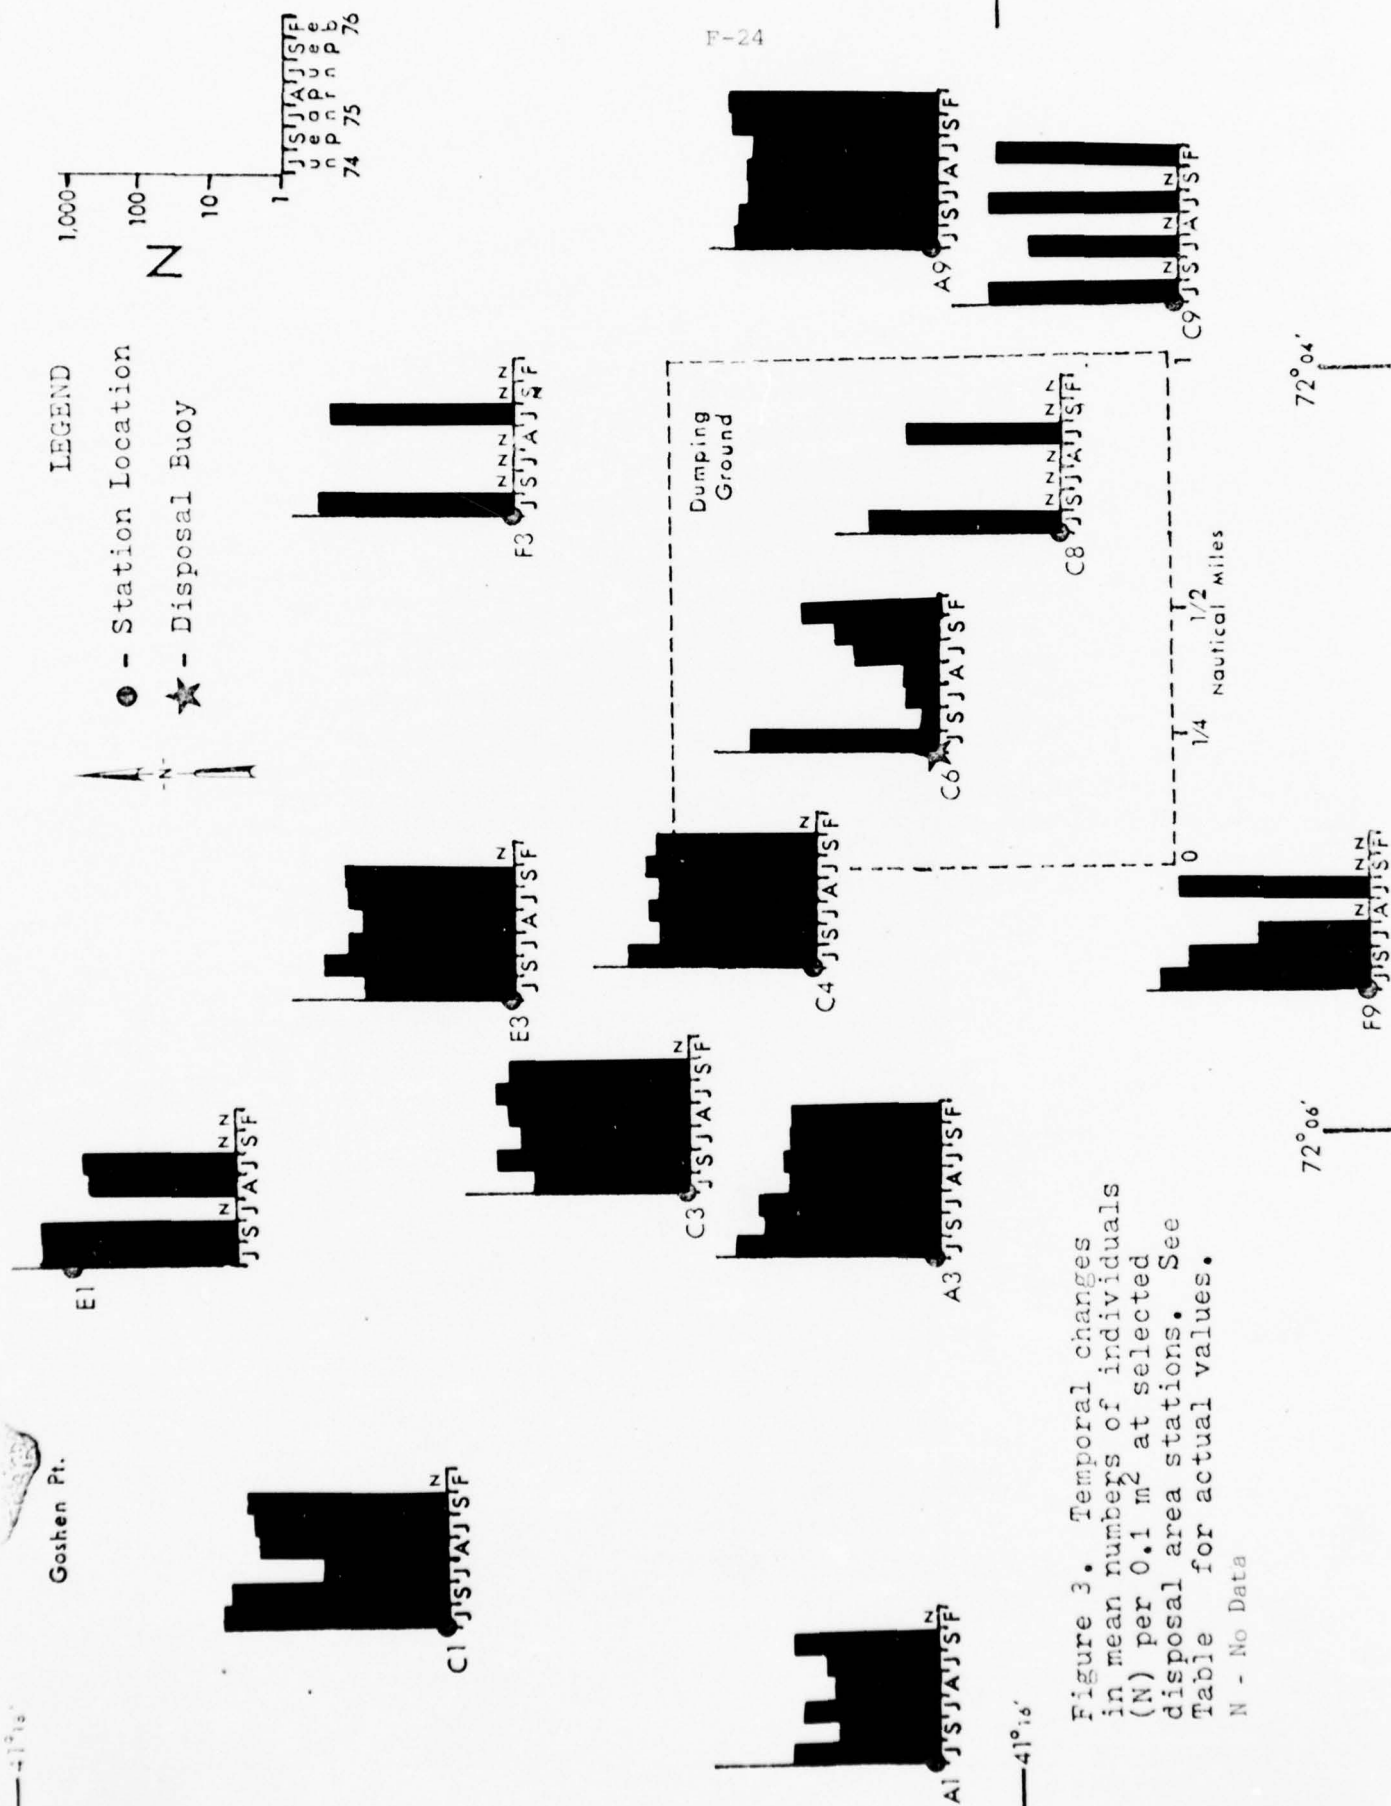 F-24
LEGEND
- Station Location
- Disposal Buoy
N
1,000
100
10
1
N
J S J A J S F
u e a p u e e
n p n r n p b
74 75 76
Goshen Pt.
41°18'
E1
J S J A J S F
N N N
C1
J S J A J S F
N
E3
J S J A J S F
N
F3
J S J A J S F
N N N N N
C3
J S J A J S F
N
C4
J S J A J S F
N
Dumping
Ground
A9
J S J A J S F
A1
J S J A J S F
N
A3
J S J A J S F
C6
J S J A J S F
C8
J S J A J S F
N N N N N
C9
J S J A J S F
N N N
0 1/4 1/2 1
Nautical Miles
F9
J S J A J S F
N N N
41°16'
72°06'
72°04'
Figure 3. Temporal changes
in mean numbers of individuals
(N) per 0.1 m2 at selected
disposal area stations. See
Table for actual values.
N - No Data